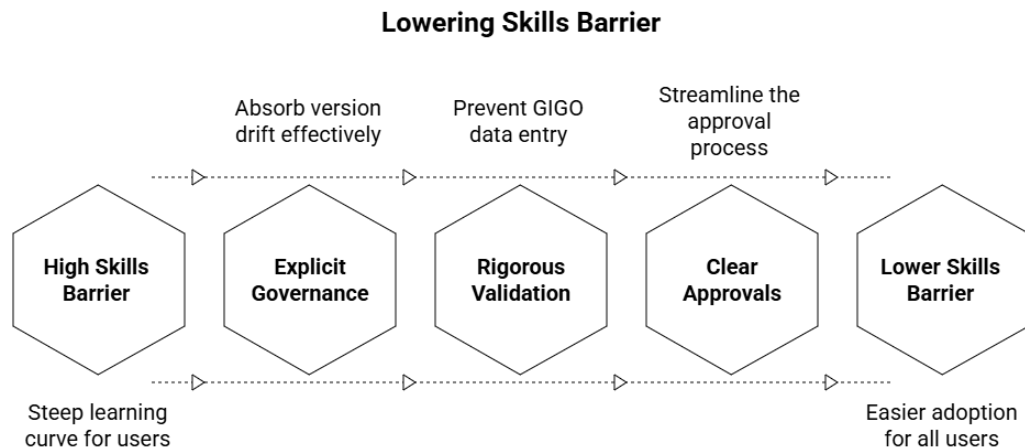 Lowering Skills Barrier
Absorb version
drift effectively
Prevent GIGO
data entry
Streamline the
approval
process
High Skills
Barrier
Explicit
Governance
Rigorous
Validation
Clear
Approvals
Lower Skills
Barrier
Steep learning
curve for users
Easier adoption
for all users